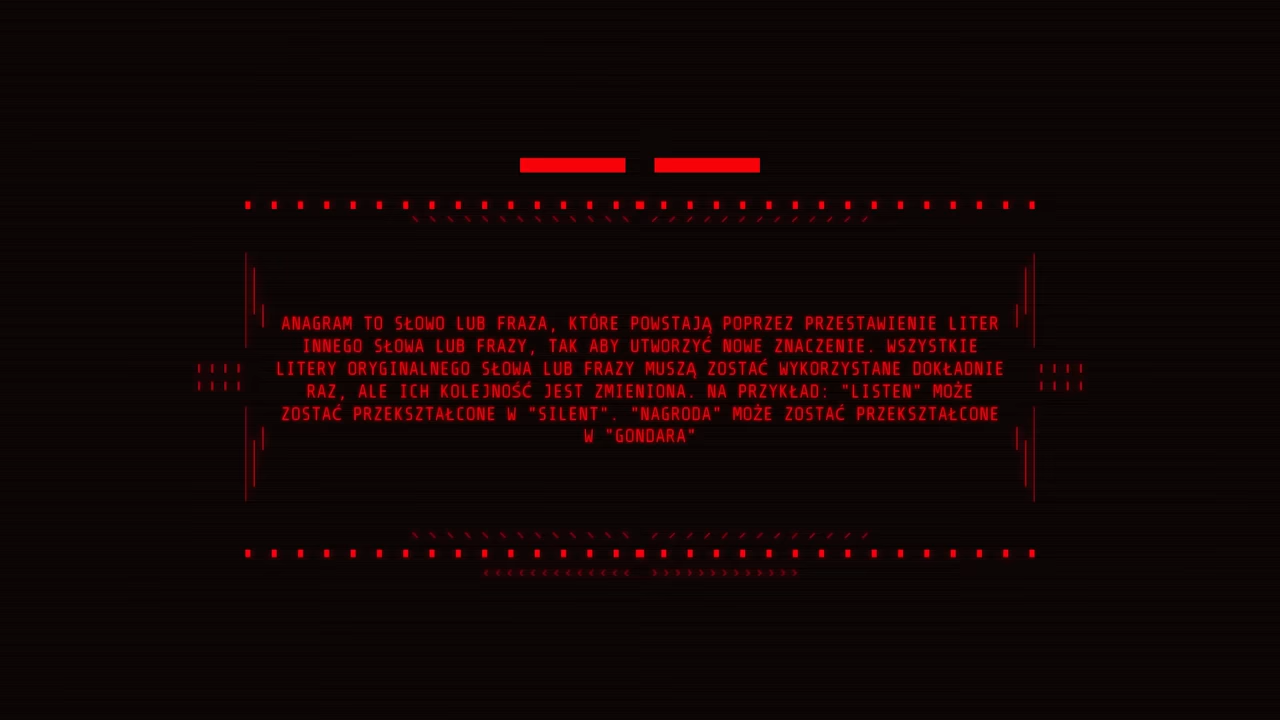 ANAGRAM TO SŁOWO LUB FRAZA, KTÓRE POWSTAJĄ POPRZEZ PRZESTAWIENIE LITER
INNEGO SŁOWA LUB FRAZY, TAK ABY UTWORZYĆ NOWE ZNACZENIE. WSZYSTKIE
LITERY ORYGINALNEGO SŁOWA LUB FRAZY MUSZĄ ZOSTAĆ WYKORZYSTANE DOKŁADNIE
RAZ, ALE ICH KOLEJNOŚĆ JEST ZMIENIONA. NA PRZYKŁAD: "LISTEN" MOŻE
ZOSTAĆ PRZEKSZTAŁCONE W "SILENT". "NAGRODA" MOŻE ZOSTAĆ PRZEKSZTAŁCONE
W "GONDARA"